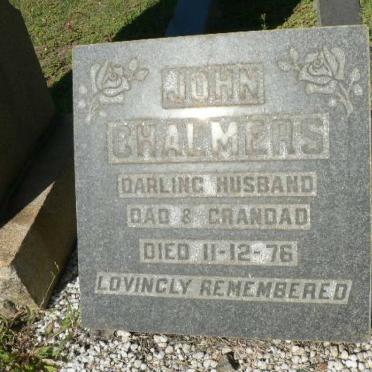 JOHN
CHALMERS
DARLING HUSBAND
DAD & GRANDAD
DIED 11-12-76
LOVINGLY REMEMBERED